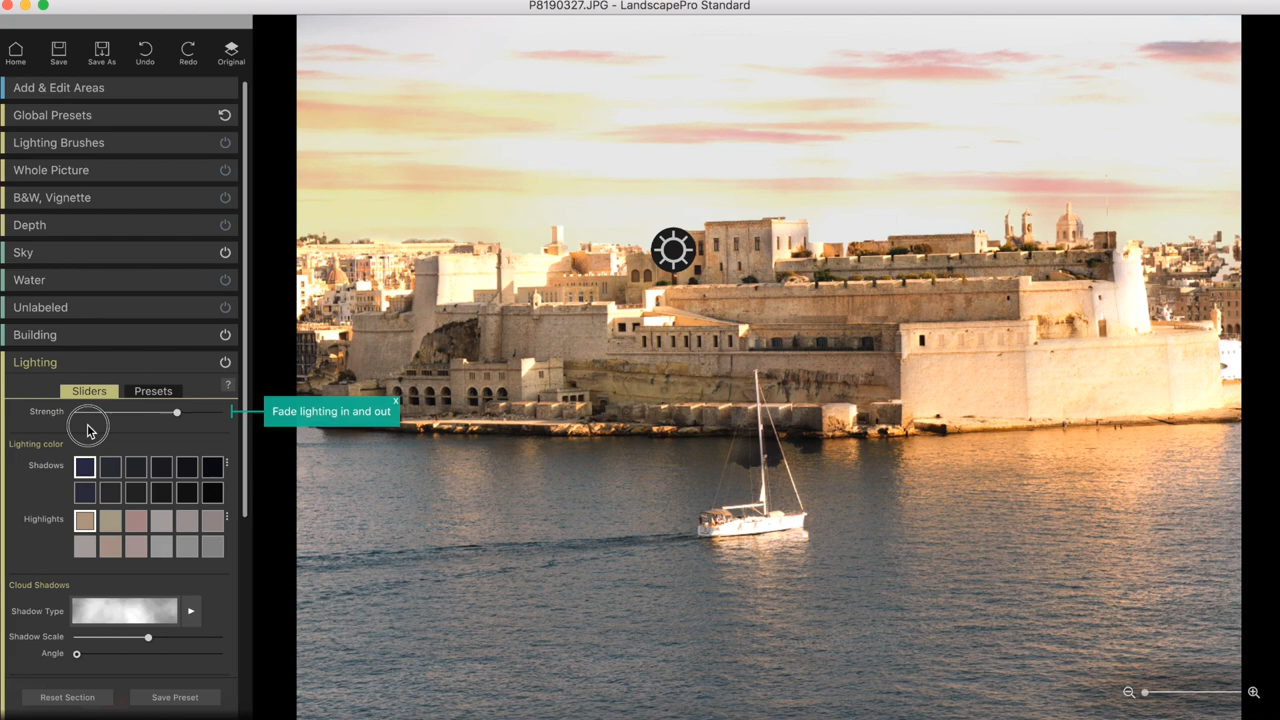 P8190327.JPG - LandscapePro Standard
Home Save Save As Undo Redo Original
Add & Edit Areas
Global Presets
Lighting Brushes
Whole Picture
B&W, Vignette
Depth
Sky
Water
Unlabeled
Building
Lighting
Sliders Presets ?
Strength
Fade lighting in and out X
Lighting color
Shadows
Highlights
Cloud Shadows
Shadow Type
Shadow Scale
Angle
Reset Section Save Preset